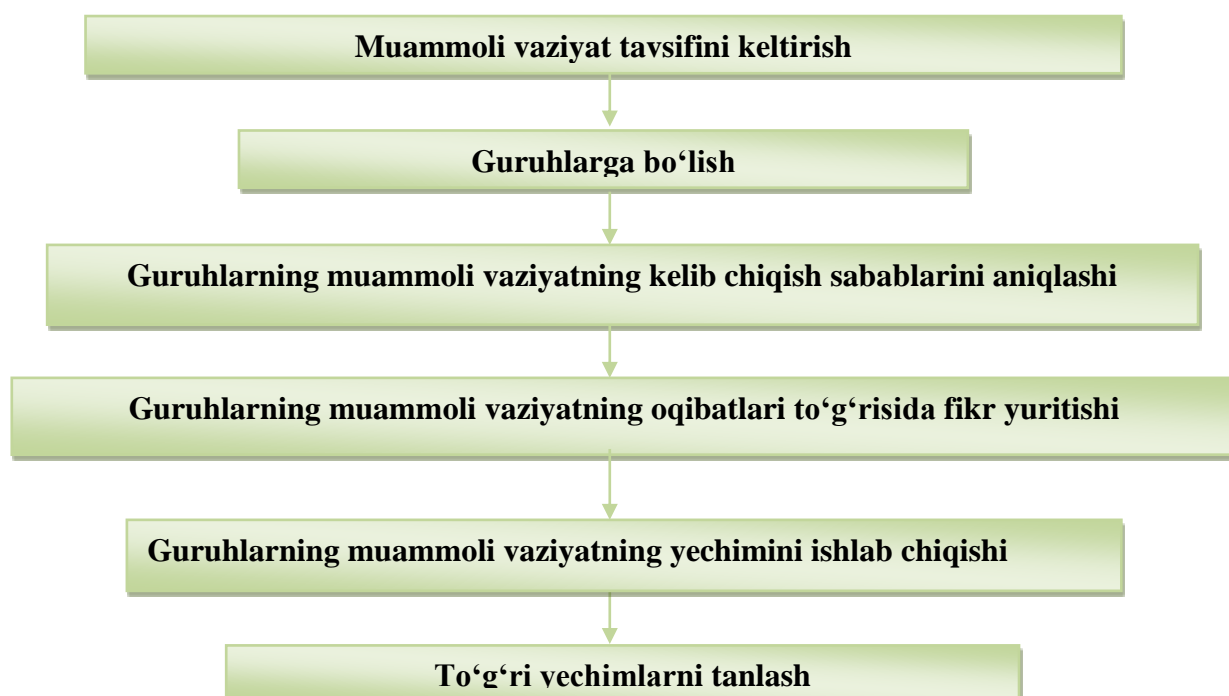 Muammoli vaziyat tavsifini keltirish
Guruhlarga bo‘lish
Guruhlarning muammoli vaziyatning kelib chiqish sabablarini aniqlashi
Guruhlarning muammoli vaziyatning oqibatlari to‘g‘risida fikr yuritishi
Guruhlarning muammoli vaziyatning yechimini ishlab chiqishi
To‘g‘ri yechimlarni tanlash